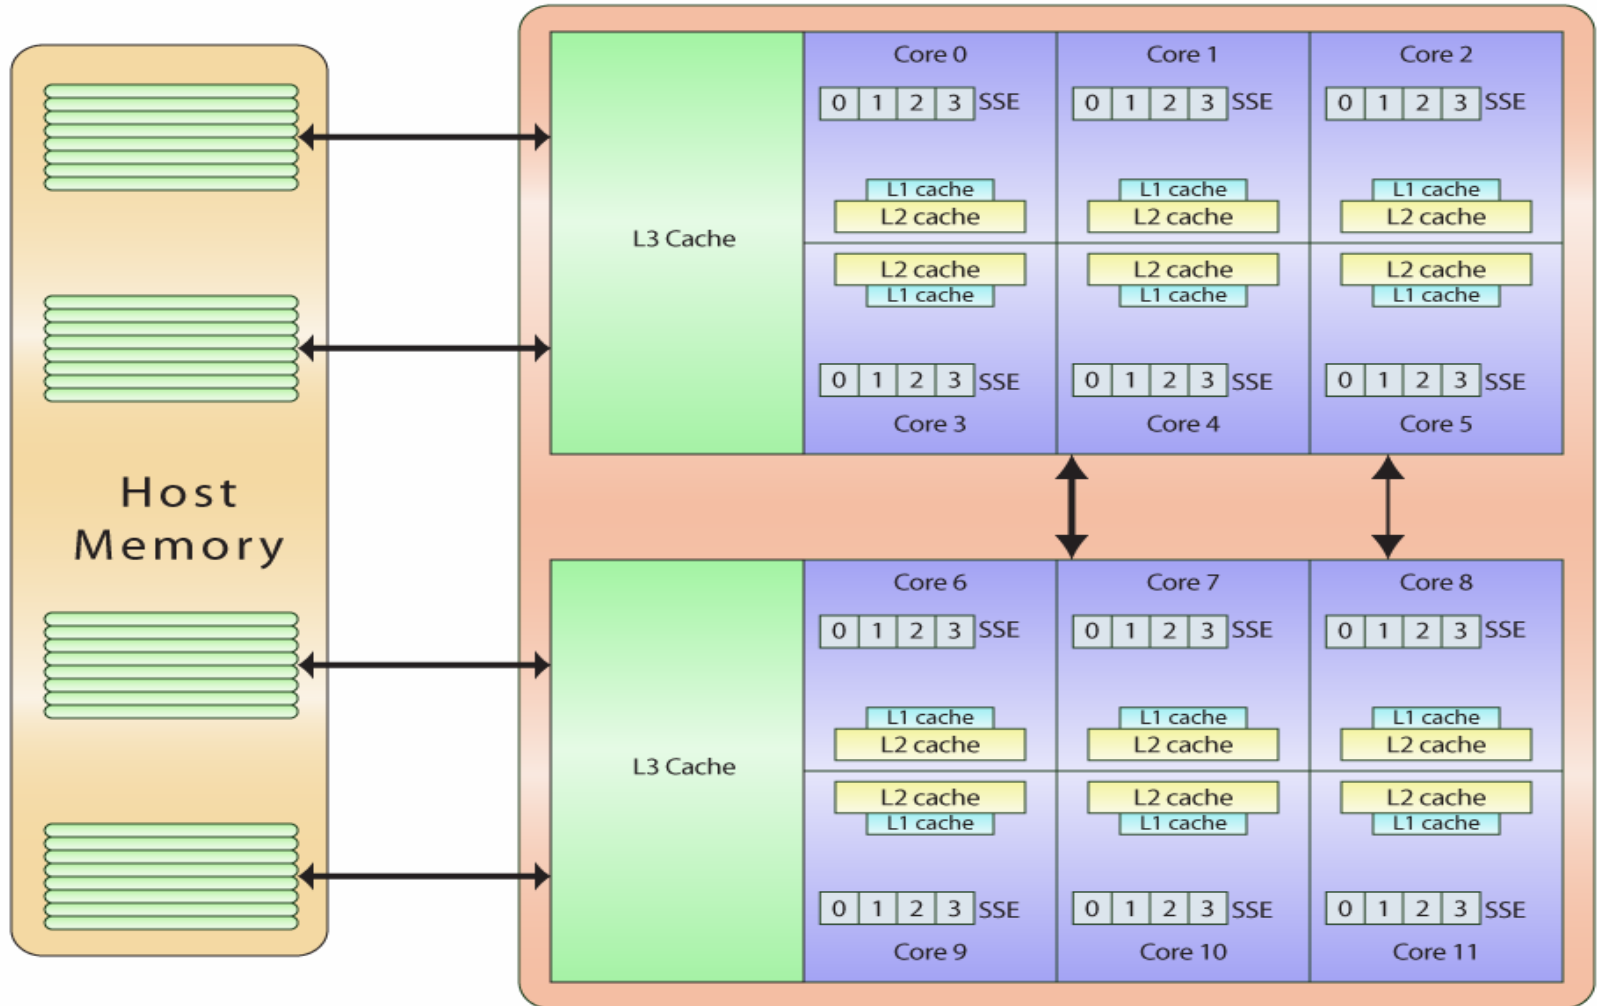 Host
Memory
L3 Cache
Core 0
0 1 2 3 SSE
L1 cache
L2 cache
Core 1
0 1 2 3 SSE
L1 cache
L2 cache
Core 2
0 1 2 3 SSE
L1 cache
L2 cache
L2 cache
L1 cache
0 1 2 3 SSE
Core 3
L2 cache
L1 cache
0 1 2 3 SSE
Core 4
L2 cache
L1 cache
0 1 2 3 SSE
Core 5
L3 Cache
Core 6
0 1 2 3 SSE
L1 cache
L2 cache
Core 7
0 1 2 3 SSE
L1 cache
L2 cache
Core 8
0 1 2 3 SSE
L1 cache
L2 cache
L2 cache
L1 cache
0 1 2 3 SSE
Core 9
L2 cache
L1 cache
0 1 2 3 SSE
Core 10
L2 cache
L1 cache
0 1 2 3 SSE
Core 11